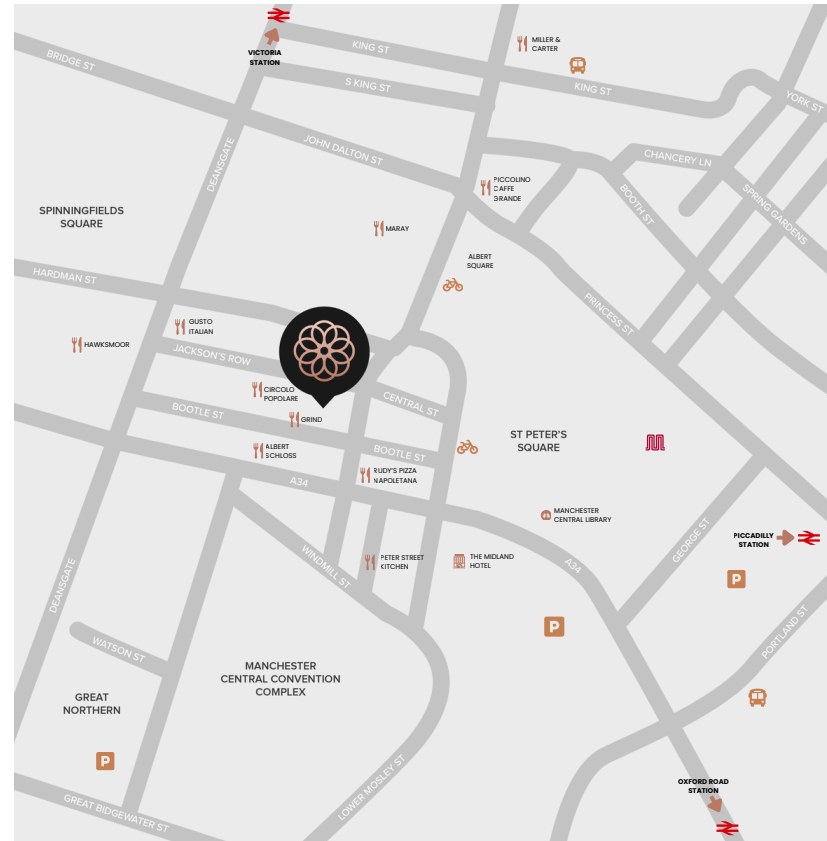 VICTORIA
STATION
KING ST
MILLER &
CARTER
BRIDGE ST
S KING ST
KING ST
YORK ST
JOHN DALTON ST
DEANSGATE
CHANCERY LN
PICCOLINO
CAFFE
GRANDE
BOOTH ST
SPRING GARDENS
SPINNINGFIELDS
SQUARE
MARAY
ALBERT
SQUARE
HARDMAN ST
PRINCESS ST
GUSTO
ITALIAN
HAWKSMOOR
JACKSON'S ROW
CIRCOLO
POPOLARE
CENTRAL ST
BOOTLE ST
GRIND
ST PETER'S
SQUARE
ALBERT
SCHLOSS
BOOTLE ST
A34
RUDY'S PIZZA
NAPOLETANA
MANCHESTER
CENTRAL LIBRARY
PICCADILLY
STATION
GEORGE ST
WINDMILL ST
PETER STREET
KITCHEN
THE MIDLAND
HOTEL
A34
P
DEANSGATE
P
PORTLAND ST
WATSON ST
MANCHESTER
CENTRAL CONVENTION
COMPLEX
GREAT
NORTHERN
P
LOWER MOSLEY ST
OXFORD ROAD
STATION
GREAT BIDGEWATER ST